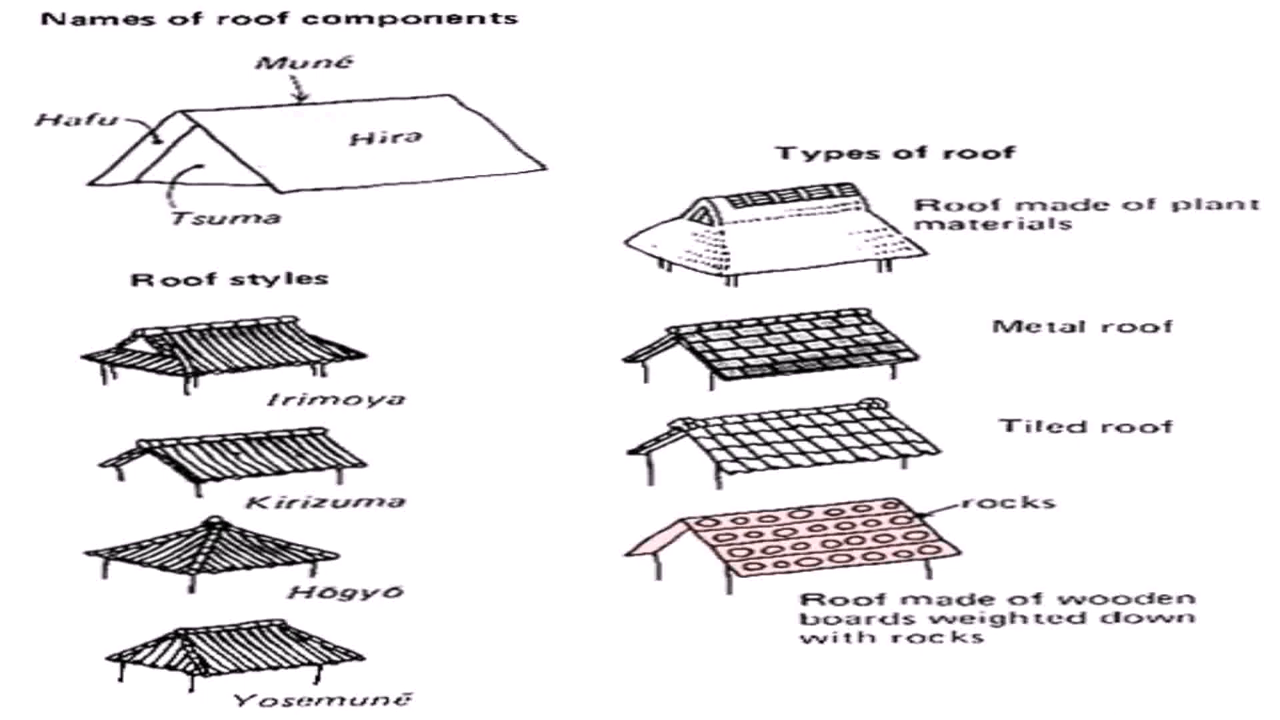 Names of roof components
Muné
Hafu
Hira
Tsuma
Roof styles
Irimoya
Kirizuma
Hōgyō
Yosemunē
Types of roof
Roof made of plant
materials
Metal roof
Tiled roof
rocks
Roof made of wooden
boards weighted down
with rocks